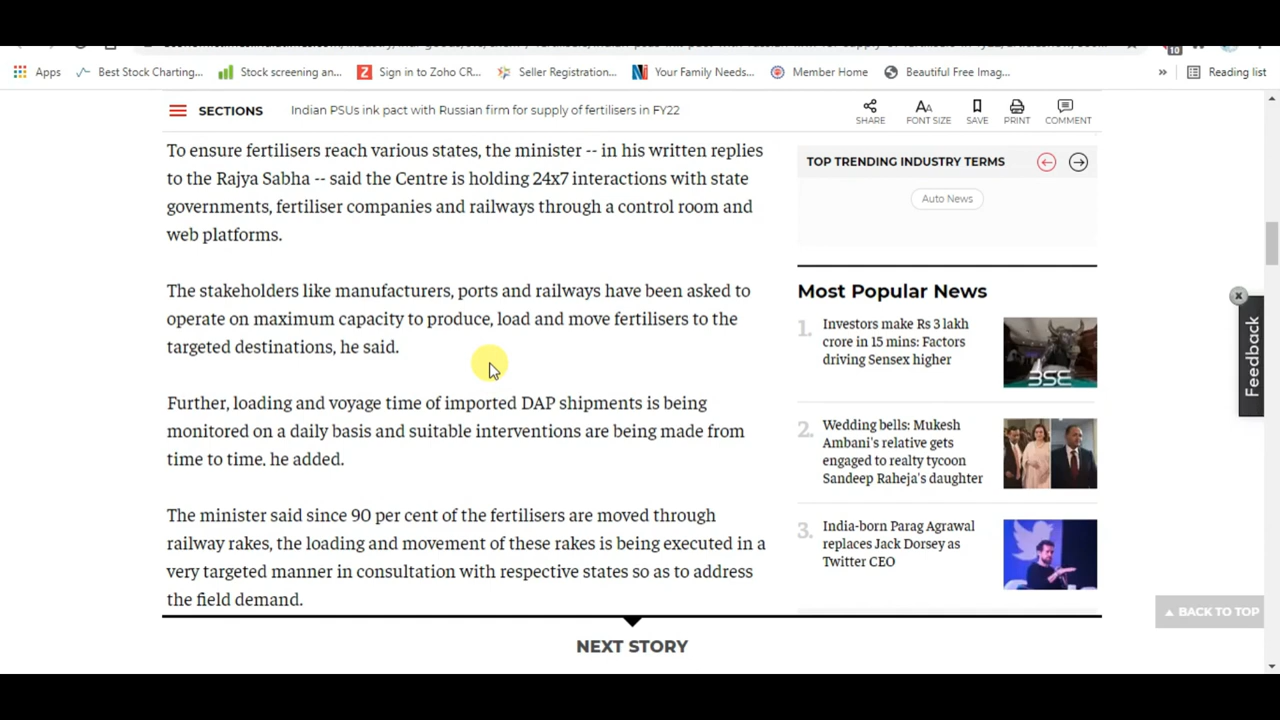 10
Apps
Best Stock Charting...
Stock screening an...
Sign in to Zoho CR...
Seller Registration...
Your Family Needs...
Member Home
Beautiful Free Imag...
»
Reading list
SECTIONS
Indian PSUs ink pact with Russian firm for supply of fertilisers in FY22
SHARE
FONT SIZE
SAVE
PRINT
COMMENT
To ensure fertilisers reach various states, the minister -- in his written replies
to the Rajya Sabha -- said the Centre is holding 24x7 interactions with state
governments, fertiliser companies and railways through a control room and
web platforms.
The stakeholders like manufacturers, ports and railways have been asked to
operate on maximum capacity to produce, load and move fertilisers to the
targeted destinations, he said.
Further, loading and voyage time of imported DAP shipments is being
monitored on a daily basis and suitable interventions are being made from
time to time, he added.
The minister said since 90 per cent of the fertilisers are moved through
railway rakes, the loading and movement of these rakes is being executed in a
very targeted manner in consultation with respective states so as to address
the field demand.
TOP TRENDING INDUSTRY TERMS
Auto News
Most Popular News
1.
Investors make Rs 3 lakh
crore in 15 mins: Factors
driving Sensex higher
BSE
2.
Wedding bells: Mukesh
Ambani's relative gets
engaged to realty tycoon
Sandeep Raheja's daughter
3.
India-born Parag Agrawal
replaces Jack Dorsey as
Twitter CEO
Feedback
BACK TO TOP
NEXT STORY